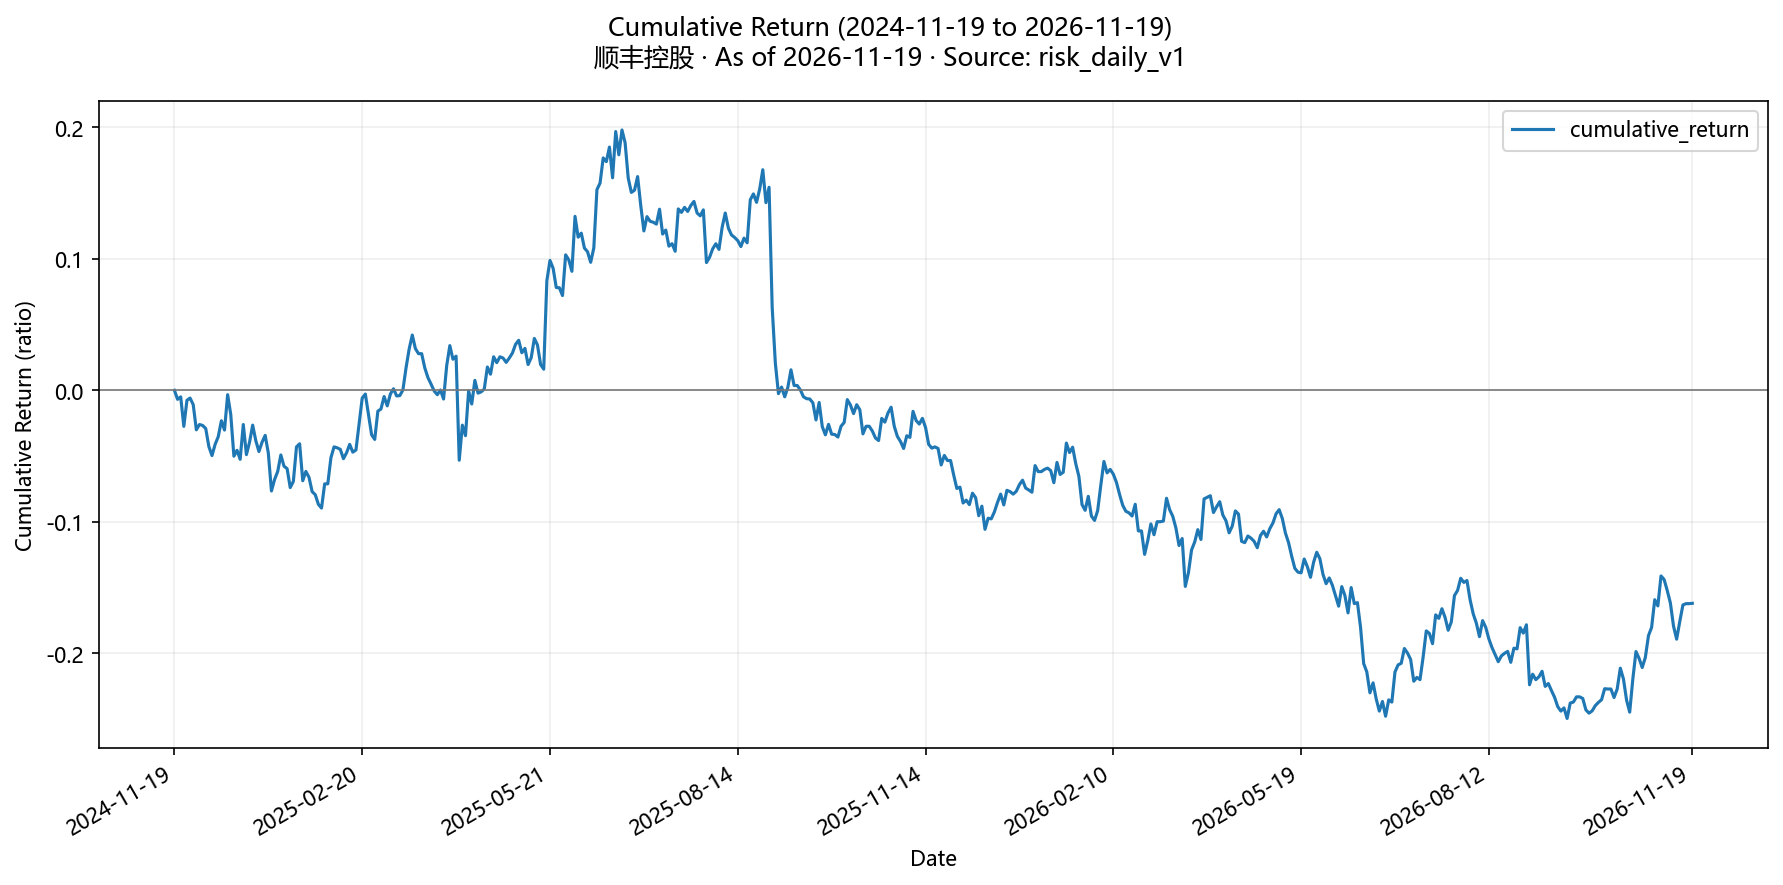 Cumulative Return (2024-11-19 to 2026-11-19)
顺丰控股 · As of 2026-11-19 · Source: risk_daily_v1
cumulative_return
Cumulative Return (ratio)
0.2
0.1
0.0
-0.1
-0.2
2024-11-19
2025-02-20
2025-05-21
2025-08-14
2025-11-14
2026-02-10
2026-05-19
2026-08-12
2026-11-19
Date